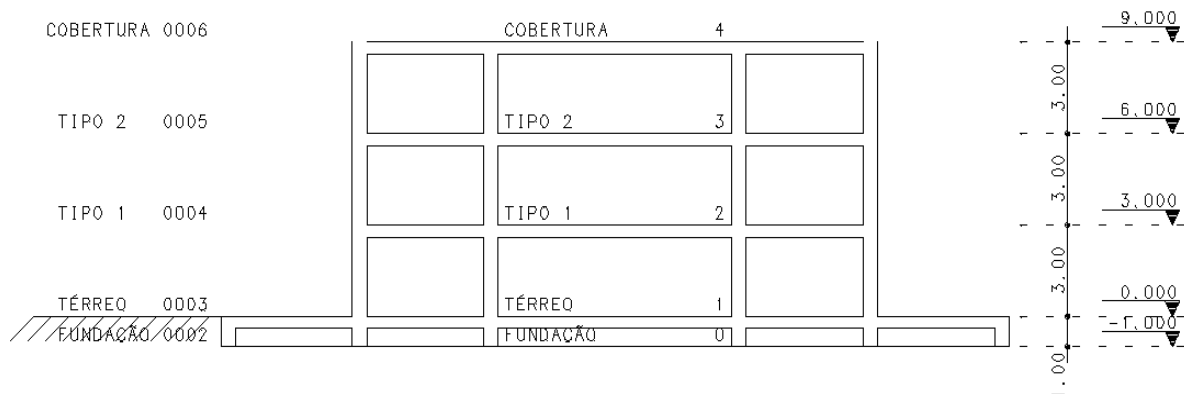 COBERTURA 0006 COBERTURA 4 9.000
3.00
TIPO 2 0005 TIPO 2 3 6.000
3.00
TIPO 1 0004 TIPO 1 2 3.000
3.00
TÉRREO 0003 TÉRREO 1 0.000
FUNDAÇÃO 0002 FUNDAÇÃO 0 -1.000
.00